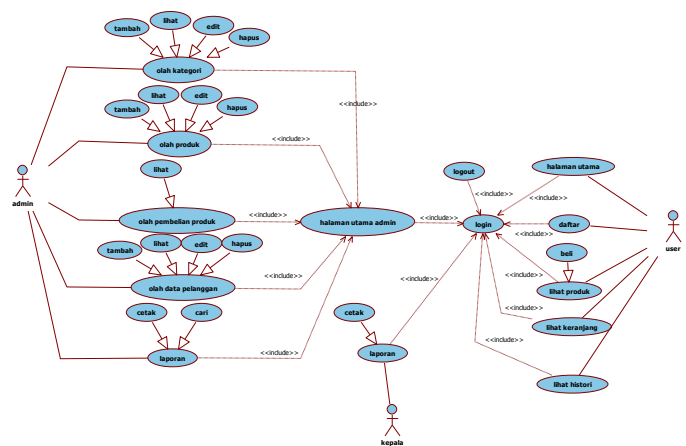 lihat
tambah
edit
hapus
olah kategori
<<include>>
lihat
edit
tambah
hapus
olah produk
<<include>>
lihat
admin
olah pembelian produk
<<include>>
lihat
edit
hapus
tambah
olah data pelanggan
<<include>>
cetak
cari
laporan
<<include>>
halaman utama admin
<<include>>
logout
<<include>>
login
halaman utama
<<include>>
daftar
<<include>>
user
beli
<<include>>
lihat produk
<<include>>
lihat keranjang
<<include>>
lihat histori
<<include>>
cetak
laporan
kepala